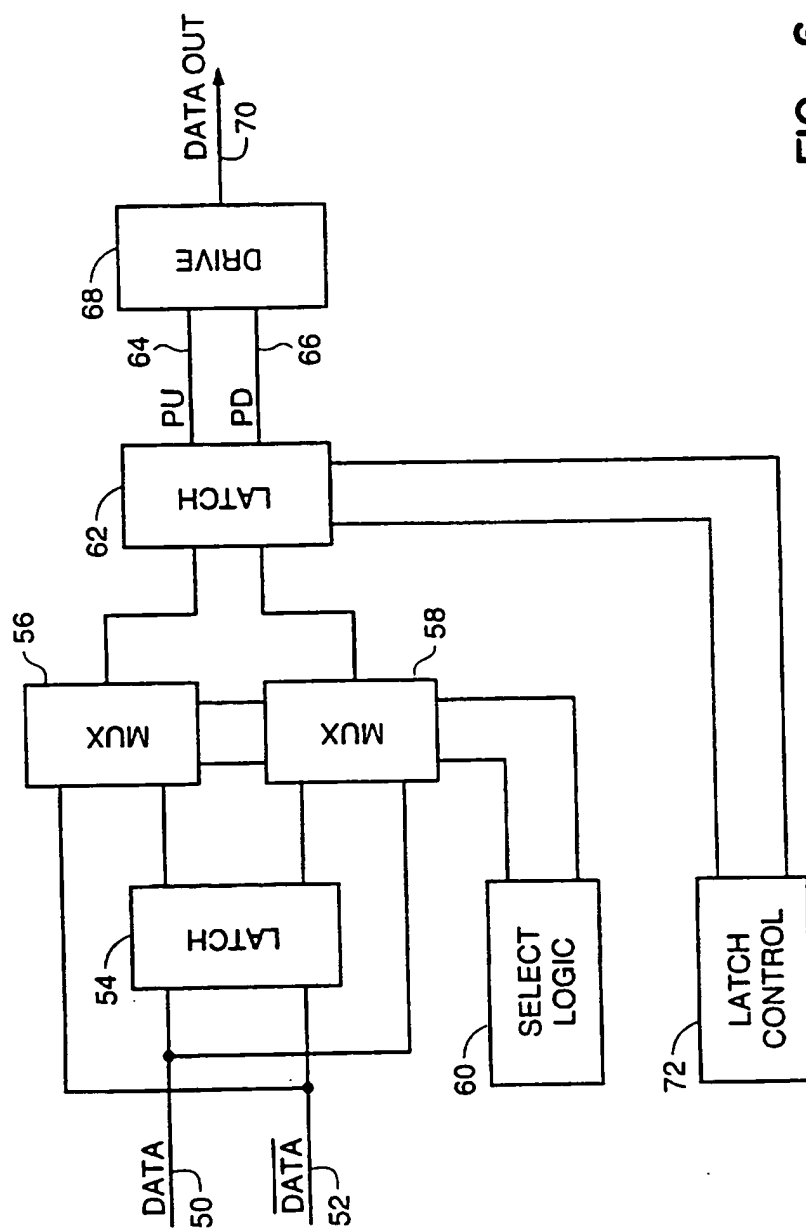 DATA
50
D̅A̅T̅A̅
52
54
LATCH
56
MUX
58
MUX
60
SELECT
LOGIC
62
LATCH
PU
64
PD
66
68
DRIVE
DATA OUT
70
72
LATCH
CONTROL
FIG